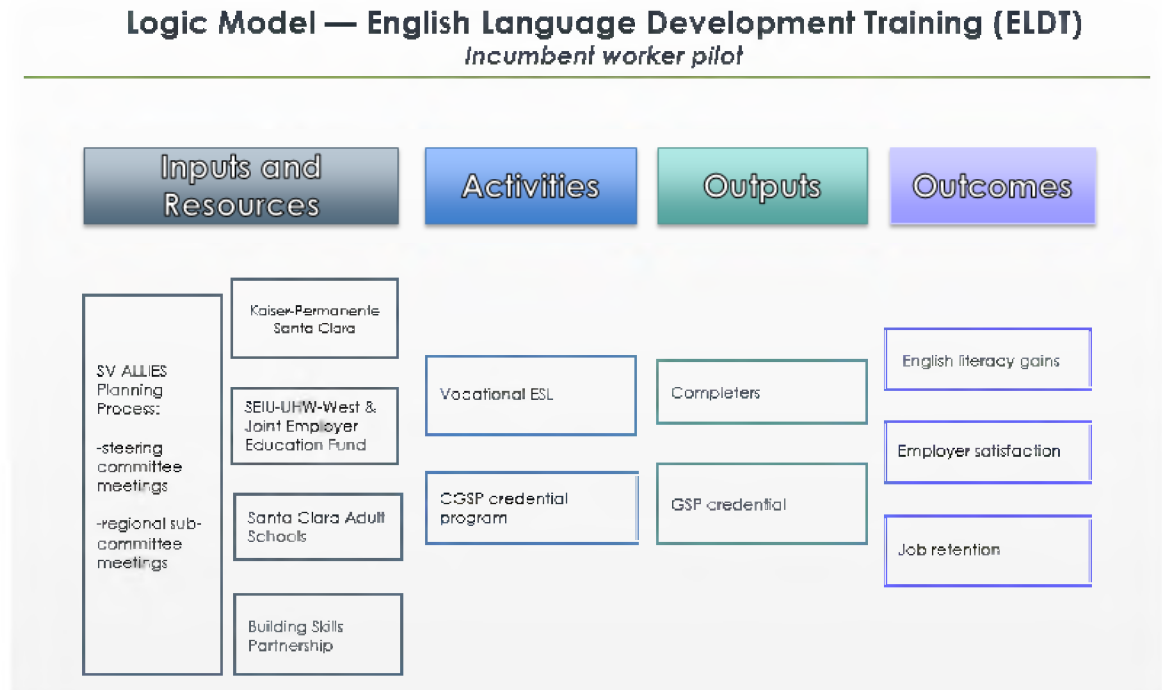 Logic Model — English Language Development Training (ELDT)
Incumbent worker pilot
Inputs and
Resources
Activities
Outputs
Outcomes
SV ALLIES
Planning
Process:
-steering
committee
meetings
-regional sub-
committee
meetings
Kaiser-Permanente
Santa Clara
SEIU-UHW-West &
Joint Employer
Education Fund
Santa Clara Adult
Schools
Building Skills
Partnership
Vocational ESL
CGSP credential
program
Completers
GSP credential
English literacy gains
Employer satisfaction
Job retention